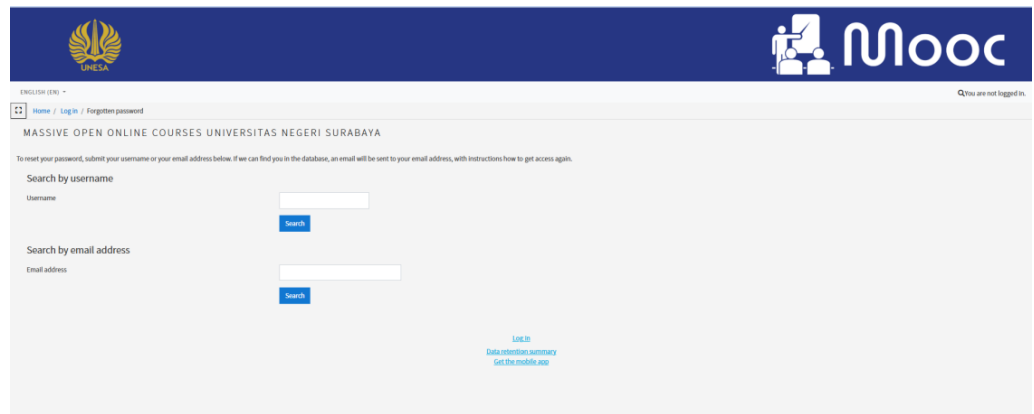 UNESA
Mooc
ENGLISH (EN)
You are not logged in.
Home / Log in / Forgotten password
MASSIVE OPEN ONLINE COURSES UNIVERSITAS NEGERI SURABAYA
To reset your password, submit your username or your email address below. If we can find you in the database, an email will be sent to your email address, with instructions how to get access again.
Search by username
Username
Search
Search by email address
Email address
Search
Log in
Data retention summary
Get the mobile app